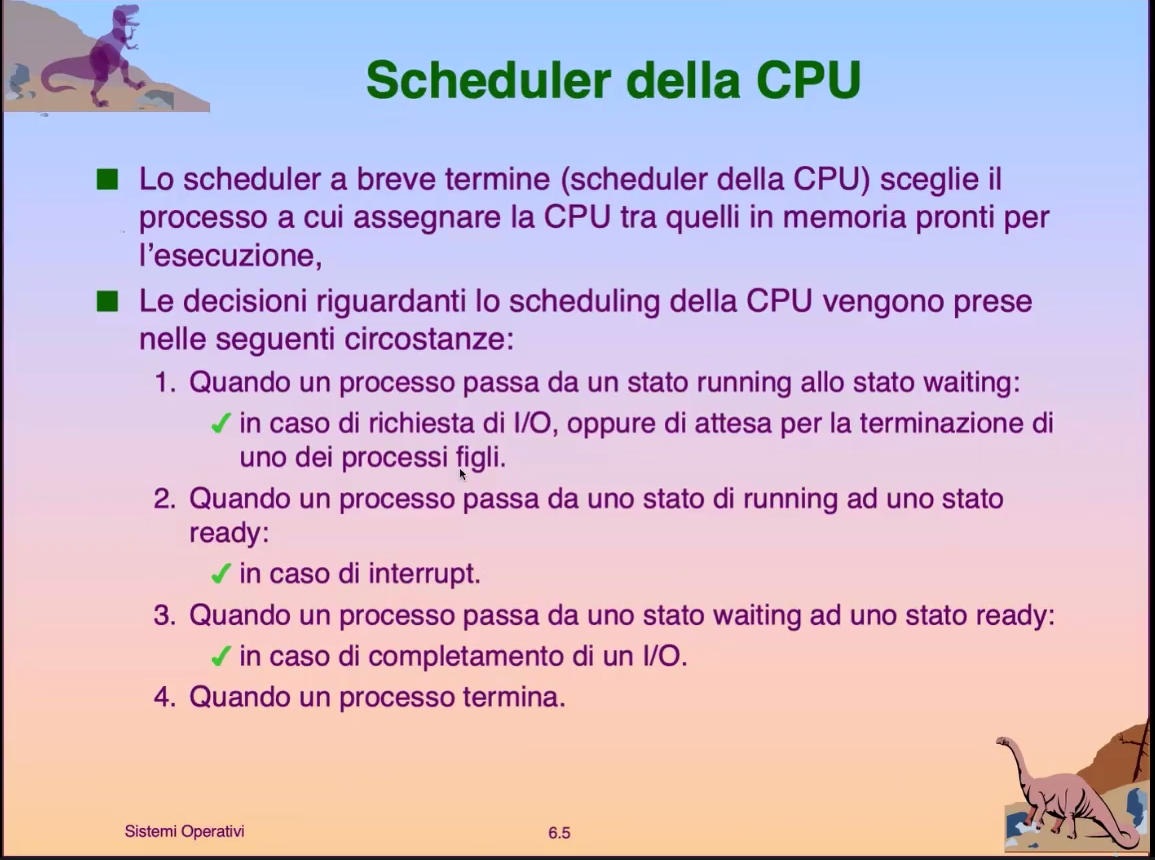 Scheduler della CPU
Lo scheduler a breve termine (scheduler della CPU) sceglie il
processo a cui assegnare la CPU tra quelli in memoria pronti per
l'esecuzione,
Le decisioni riguardanti lo scheduling della CPU vengono prese
nelle seguenti circostanze:
1. Quando un processo passa da un stato running allo stato waiting:
✓ in caso di richiesta di I/O, oppure di attesa per la terminazione di
uno dei processi figli.
2. Quando un processo passa da uno stato di running ad uno stato
ready:
✓ in caso di interrupt.
3. Quando un processo passa da uno stato waiting ad uno stato ready:
✓ in caso di completamento di un I/O.
4. Quando un processo termina.
Sistemi Operativi
6.5